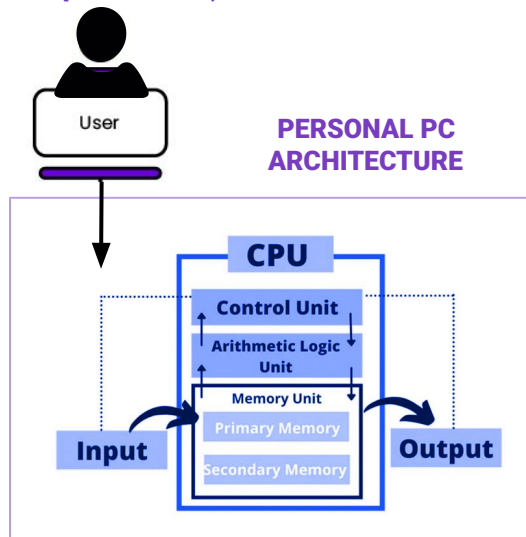 User
PERSONAL PC
ARCHITECTURE
CPU
Control Unit
Arithmetic Logic
Unit
Memory Unit
Primary Memory
Secondary Memory
Input
Output